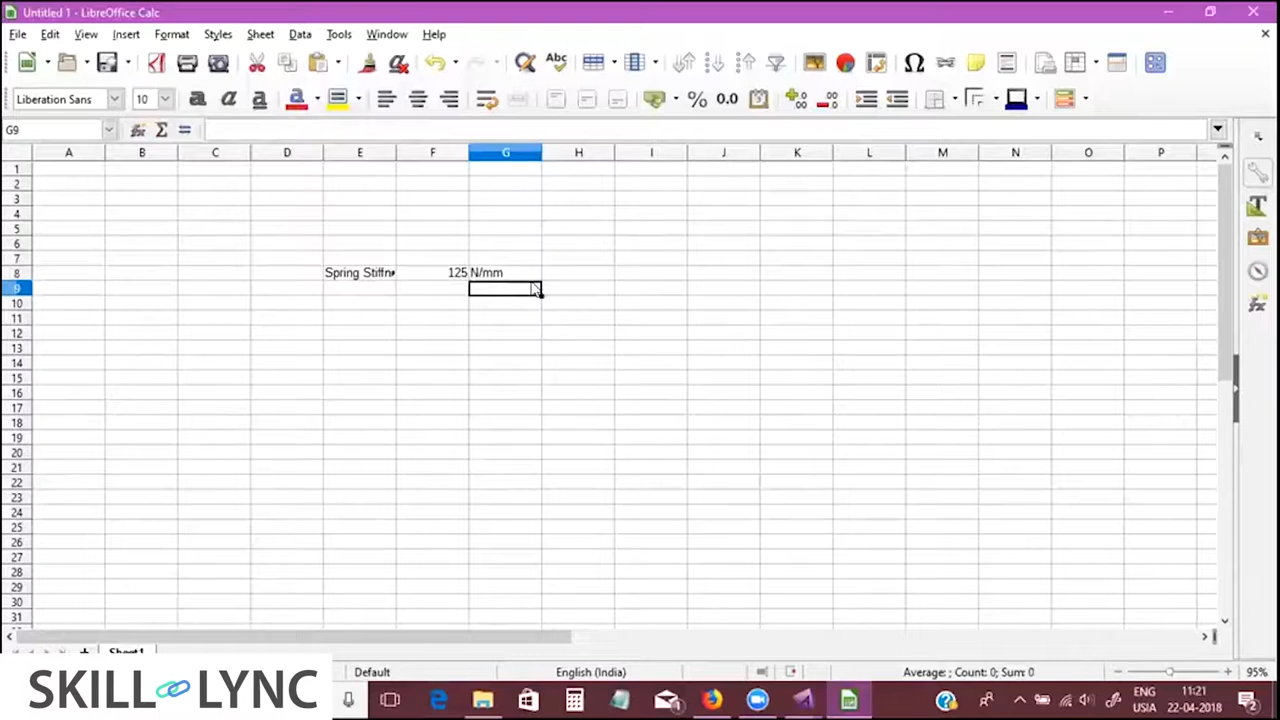 Untitled 1 - LibreOffice Calc
File Edit View Insert Format Styles Sheet Data Tools Window Help
Liberation Sans 10
G9
A B C D E F G H I J K L M N O P
1
2
3
4
5
6
7
8 Spring Stiffn 125 N/mm
9
10
11
12
13
14
15
16
17
18
19
20
21
22
23
24
25
26
27
28
29
30
31
Sheet1
Default English (India) Average: ; Count: 0; Sum: 0 95%
SKILL LYNC
ENG 11:21
USIA 22-04-2018
2